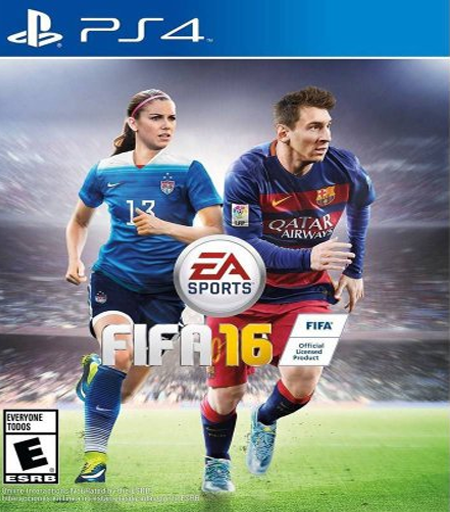 PS4
13
QATAR
AIRWAYS
EA
SPORTS
FIFA 16
FIFA®
Official
Licensed
Product
EVERYONE
TODOS
E
ESRB